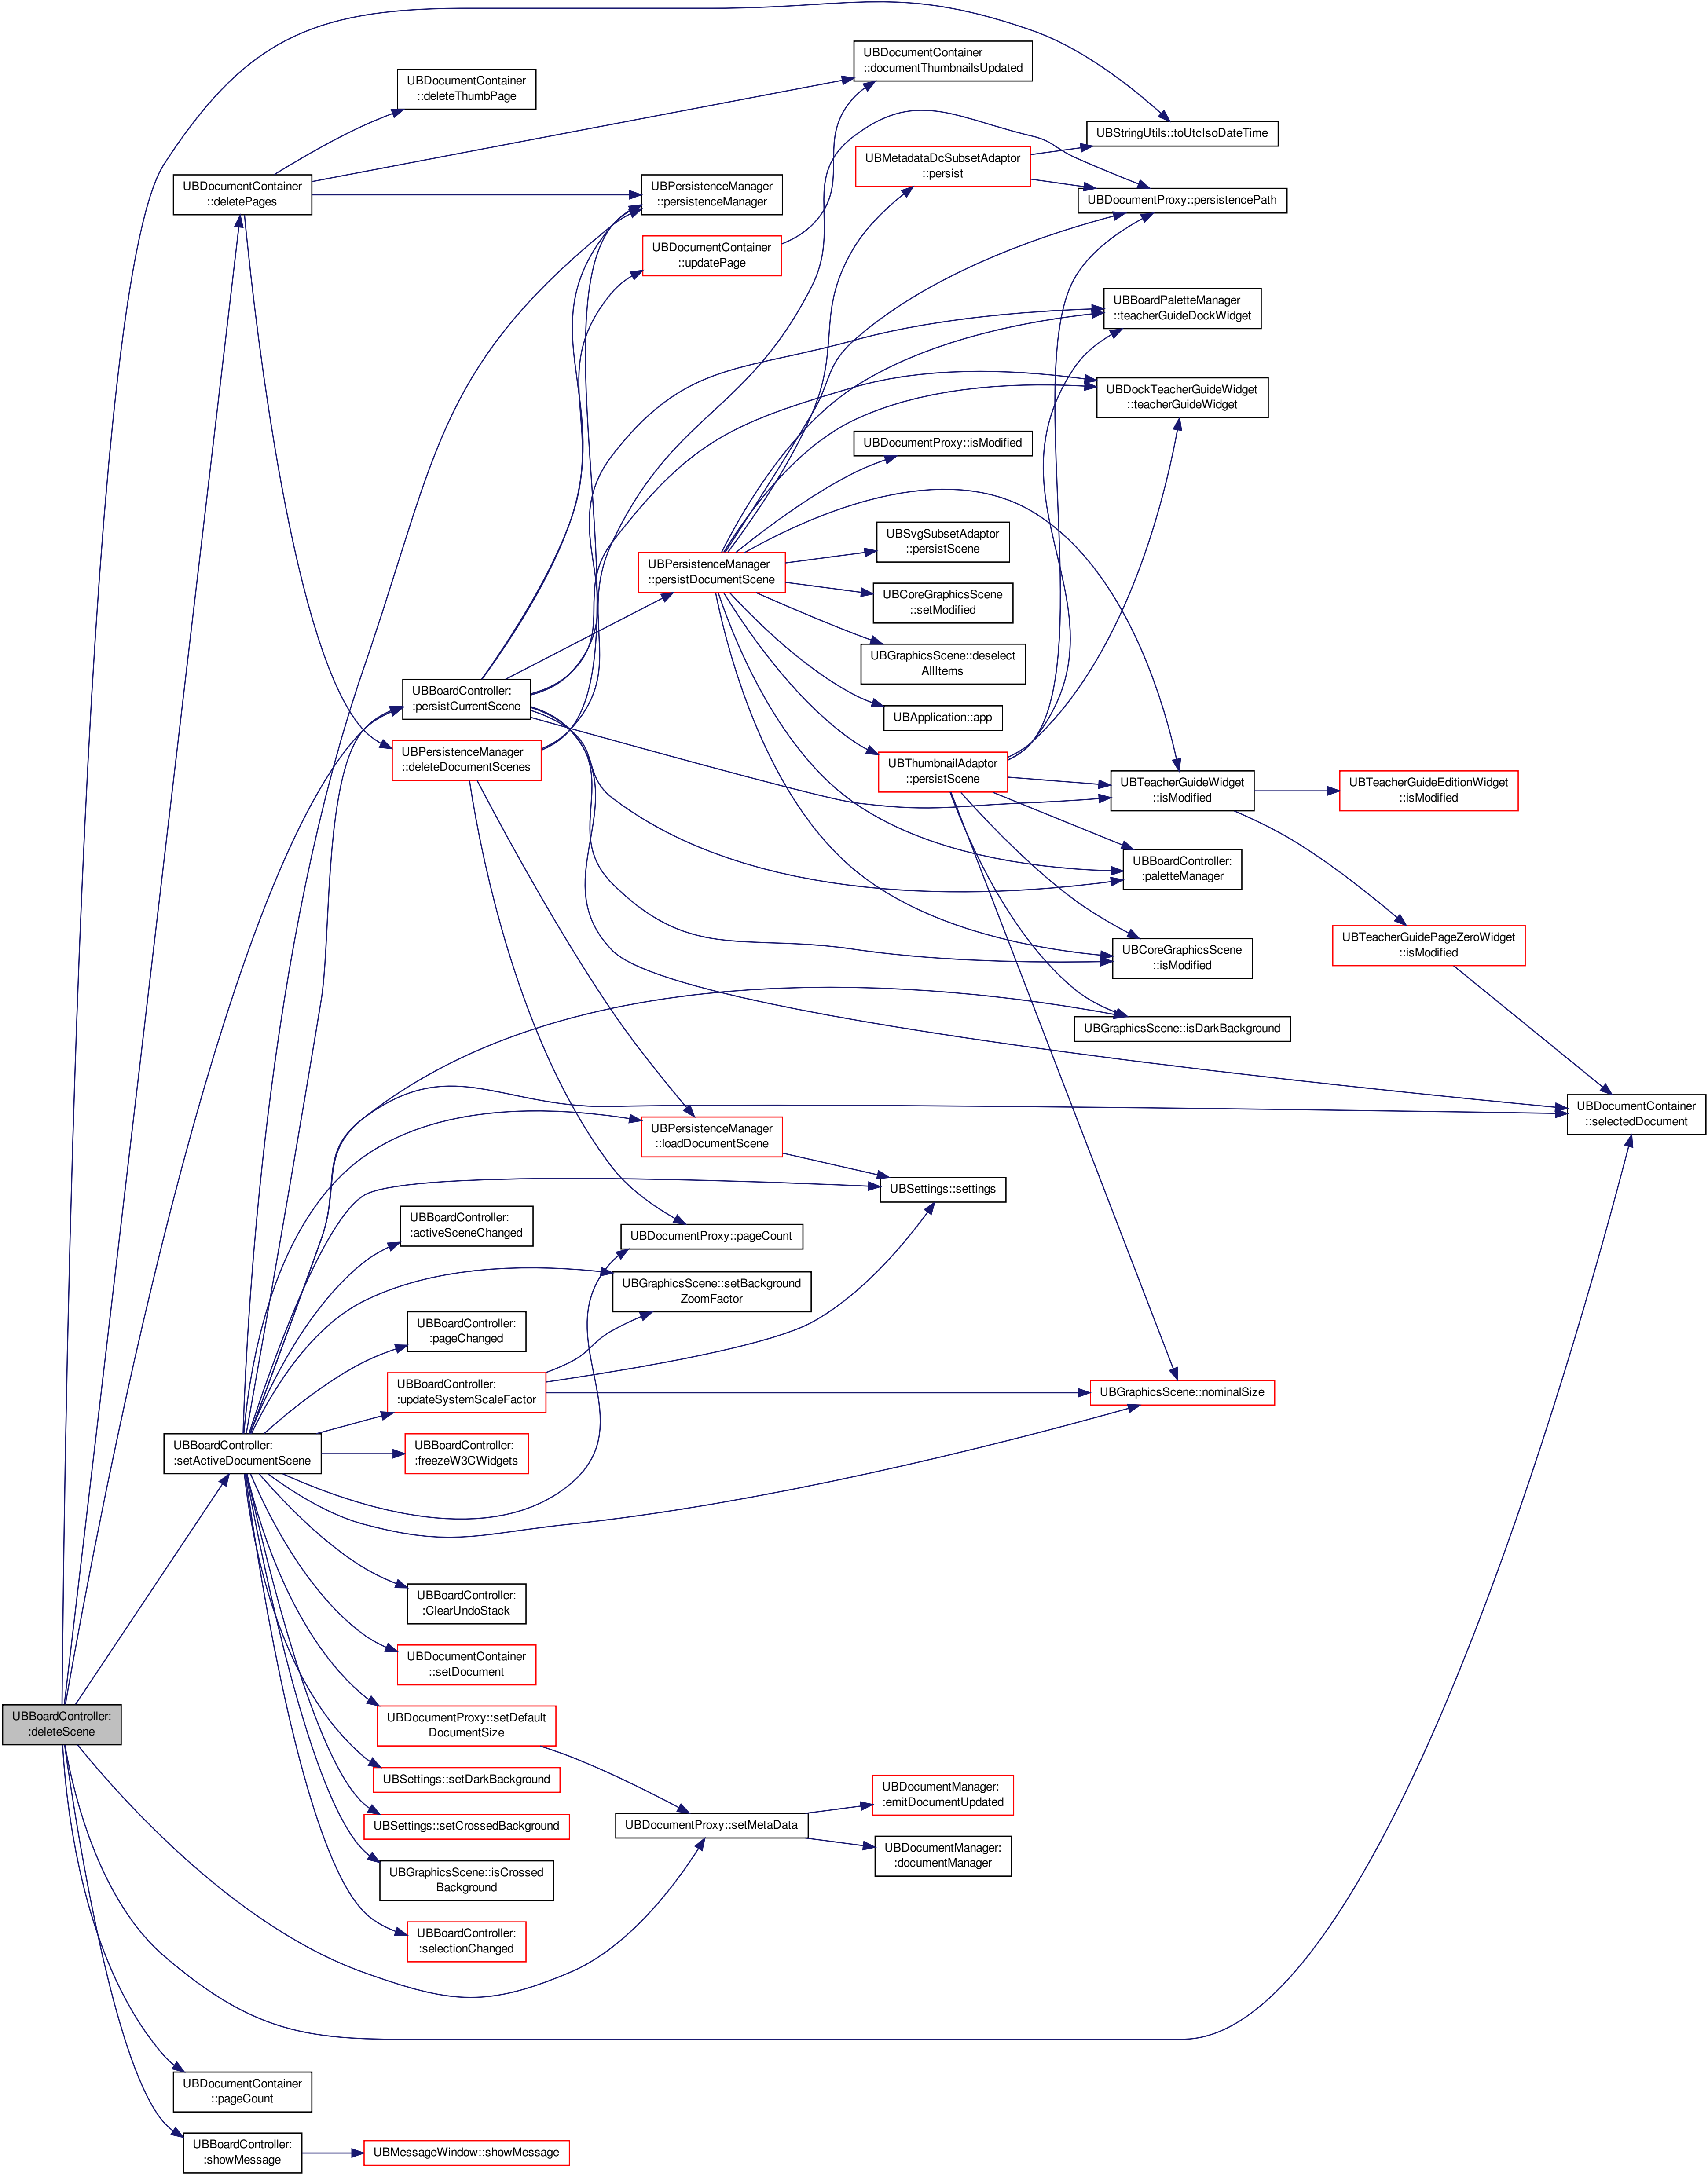 UBDocumentContainer
::documentThumbnailsUpdated
UBDocumentContainer
::deleteThumbPage
UBStringUtils::toUtcIsoDateTime
UBMetadataDcSubsetAdaptor
::persist
UBDocumentContainer
::deletePages
UBPersistenceManager
::persistenceManager
UBDocumentProxy::persistencePath
UBDocumentContainer
::updatePage
UBBoardPaletteManager
::teacherGuideDockWidget
UBDockTeacherGuideWidget
::teacherGuideWidget
UBDocumentProxy::isModified
UBSvgSubsetAdaptor
::persistScene
UBPersistenceManager
::persistDocumentScene
UBCoreGraphicsScene
::setModified
UBGraphicsScene::deselect
AllItems
UBBoardController:
:persistCurrentScene
UBApplication::app
UBPersistenceManager
::deleteDocumentScenes
UBThumbnailAdaptor
::persistScene
UBTeacherGuideWidget
::isModified
UBTeacherGuideEditionWidget
::isModified
UBBoardController:
:paletteManager
UBTeacherGuidePageZeroWidget
::isModified
UBCoreGraphicsScene
::isModified
UBGraphicsScene::isDarkBackground
UBDocumentContainer
::selectedDocument
UBPersistenceManager
::loadDocumentScene
UBSettings::settings
UBBoardController:
:activeSceneChanged
UBDocumentProxy::pageCount
UBGraphicsScene::setBackground
ZoomFactor
UBBoardController:
:pageChanged
UBBoardController:
:updateSystemScaleFactor
UBGraphicsScene::nominalSize
UBBoardController:
:setActiveDocumentScene
UBBoardController:
:freezeW3CWidgets
UBBoardController:
:ClearUndoStack
UBDocumentContainer
::setDocument
UBBoardController:
:deleteScene
UBDocumentProxy::setDefault
DocumentSize
UBSettings::setDarkBackground
UBDocumentManager:
:emitDocumentUpdated
UBSettings::setCrossedBackground
UBDocumentProxy::setMetaData
UBDocumentManager:
:documentManager
UBGraphicsScene::isCrossed
Background
UBBoardController:
:selectionChanged
UBDocumentContainer
::pageCount
UBBoardController:
:showMessage
UBMessageWindow::showMessage